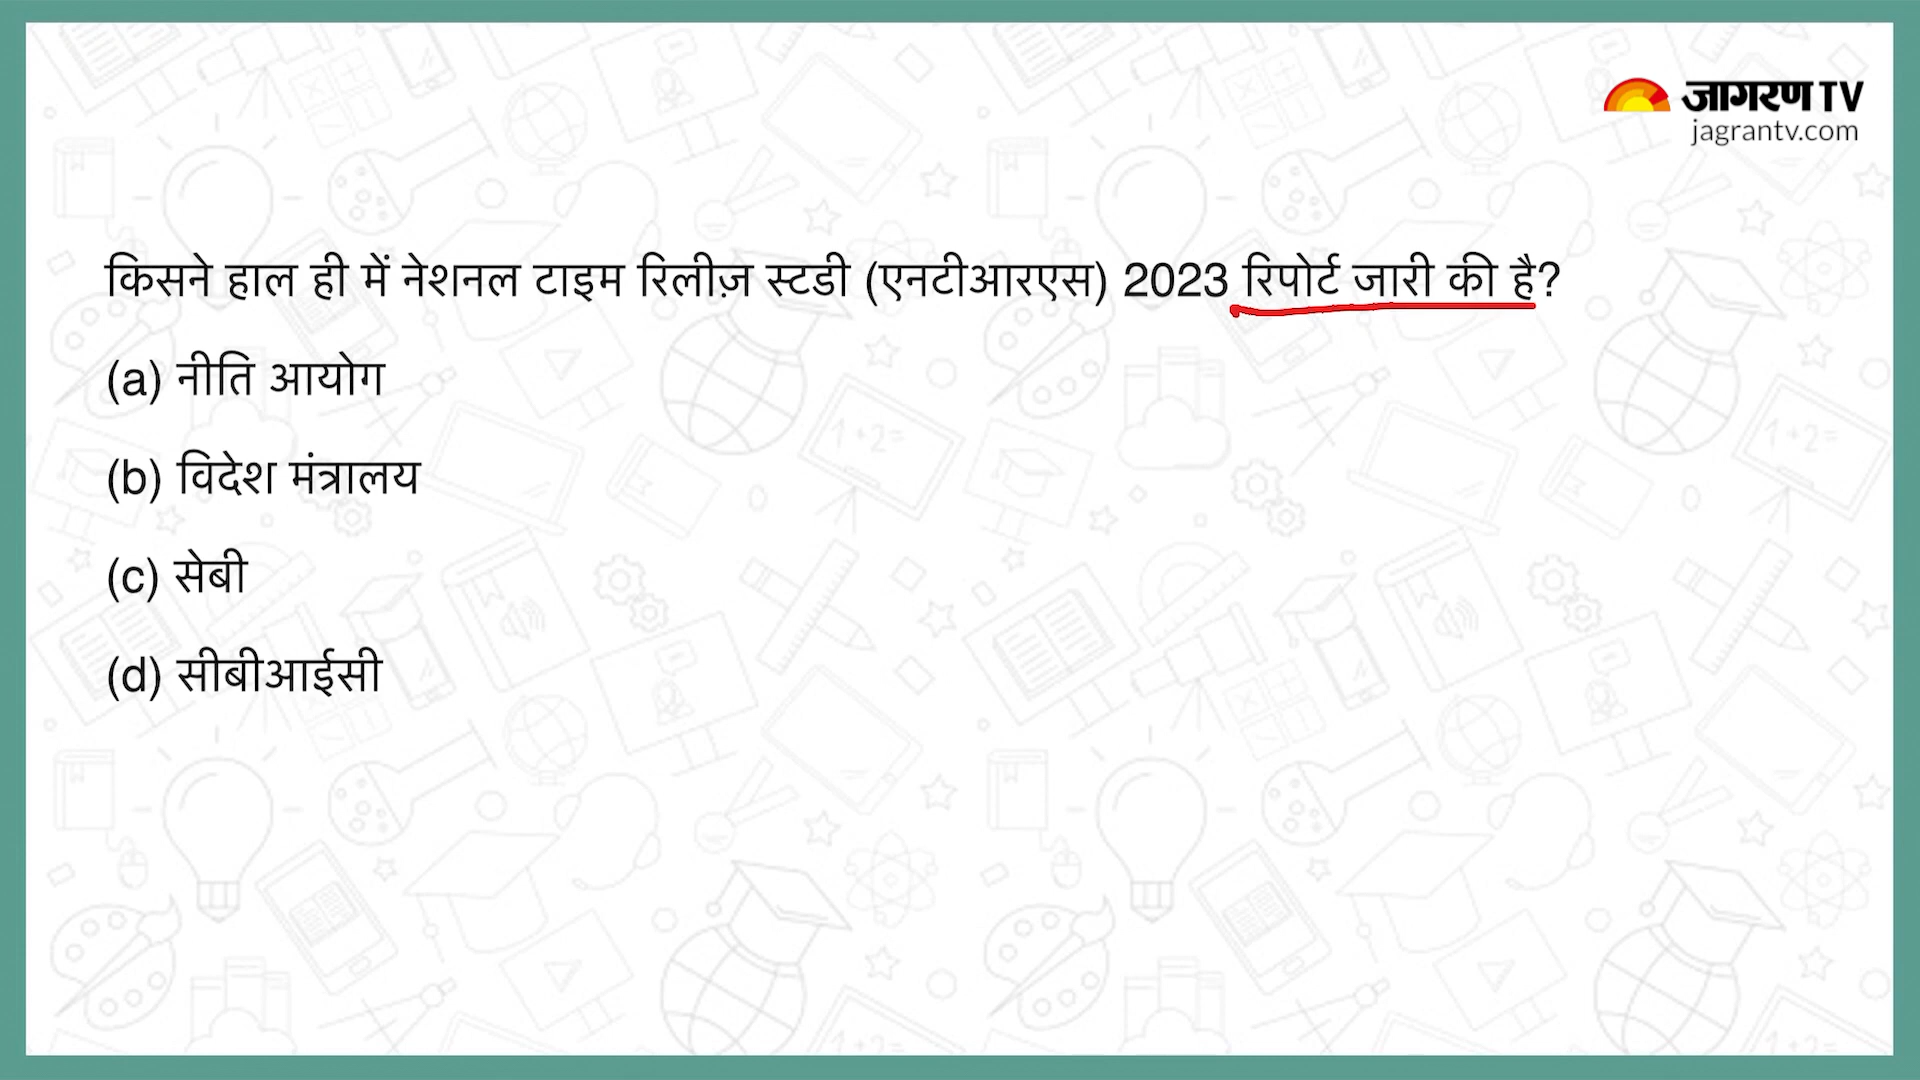 जागरण TV
jagrantv.com
किसने हाल ही में नेशनल टाइम रिलीज़ स्टडी (एनटीआरएस) 2023 रिपोर्ट जारी की है?
(a) नीति आयोग
(b) विदेश मंत्रालय
(c) सेबी
(d) सीबीआईसी